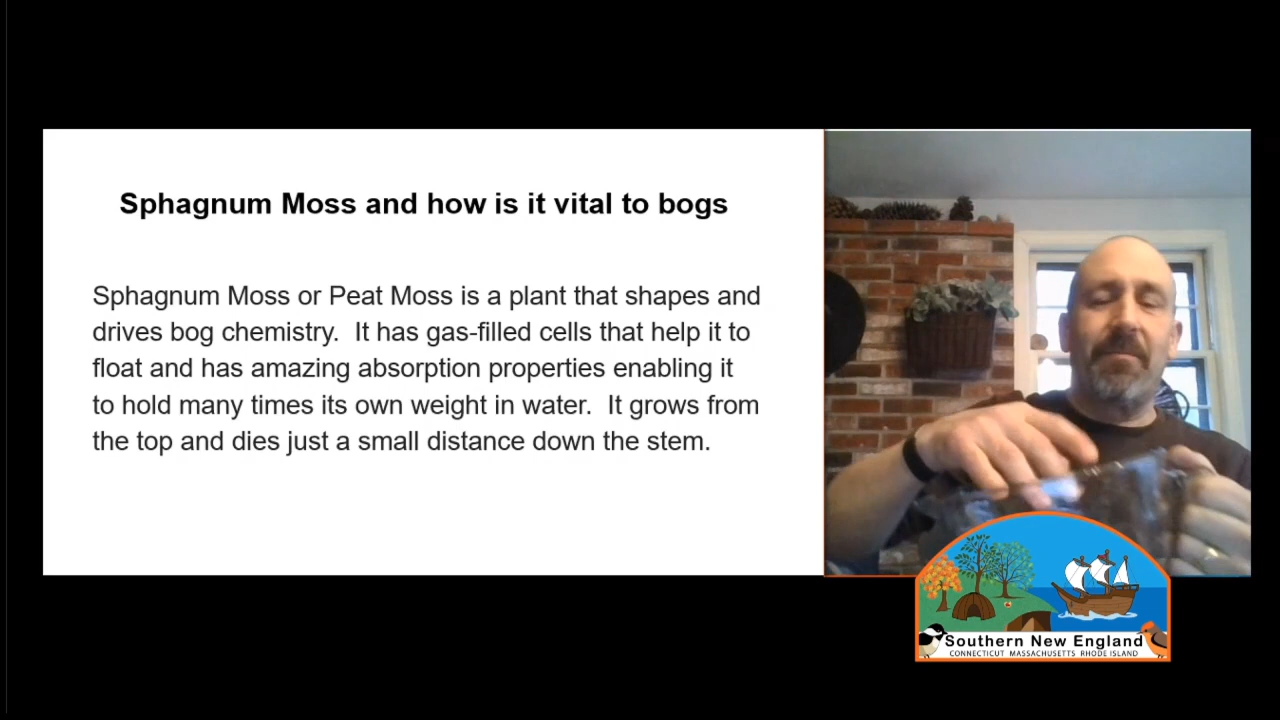 Sphagnum Moss and how is it vital to bogs
Sphagnum Moss or Peat Moss is a plant that shapes and
drives bog chemistry.  It has gas-filled cells that help it to
float and has amazing absorption properties enabling it
to hold many times its own weight in water.  It grows from
the top and dies just a small distance down the stem.
Southern New England
CONNECTICUT MASSACHUSETTS RHODE ISLAND